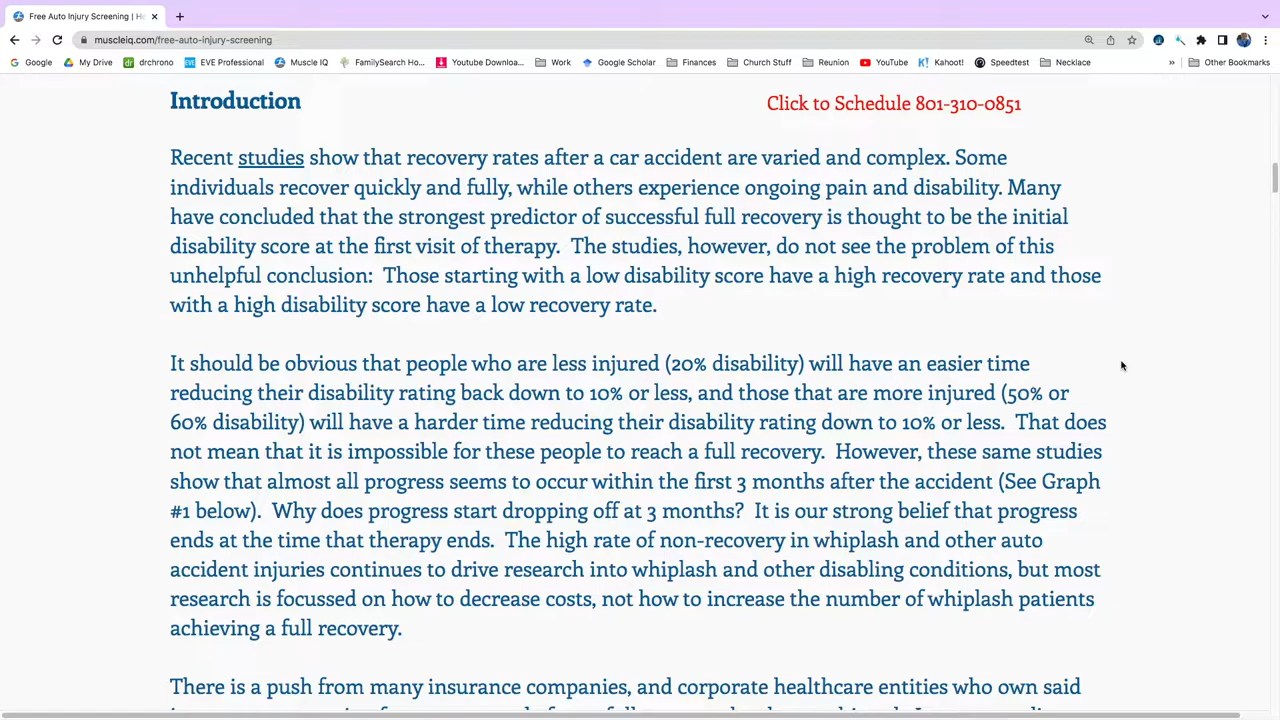 Free Auto Injury Screening | H
muscleiq.com/free-auto-injury-screening
Google My Drive drchrono EVE Professional Muscle IQ FamilySearch Ho... Youtube Downloa... Work Google Scholar Finances Church Stuff Reunion YouTube Kahoot! Speedtest Necklace » Other Bookmarks
Introduction
Click to Schedule 801-310-0851
Recent studies show that recovery rates after a car accident are varied and complex. Some
individuals recover quickly and fully, while others experience ongoing pain and disability. Many
have concluded that the strongest predictor of successful full recovery is thought to be the initial
disability score at the first visit of therapy. The studies, however, do not see the problem of this
unhelpful conclusion: Those starting with a low disability score have a high recovery rate and those
with a high disability score have a low recovery rate.
It should be obvious that people who are less injured (20% disability) will have an easier time
reducing their disability rating back down to 10% or less, and those that are more injured (50% or
60% disability) will have a harder time reducing their disability rating down to 10% or less. That does
not mean that it is impossible for these people to reach a full recovery. However, these same studies
show that almost all progress seems to occur within the first 3 months after the accident (See Graph
#1 below). Why does progress start dropping off at 3 months? It is our strong belief that progress
ends at the time that therapy ends. The high rate of non-recovery in whiplash and other auto
accident injuries continues to drive research into whiplash and other disabling conditions, but most
research is focussed on how to decrease costs, not how to increase the number of whiplash patients
achieving a full recovery.
There is a push from many insurance companies, and corporate healthcare entities who own said